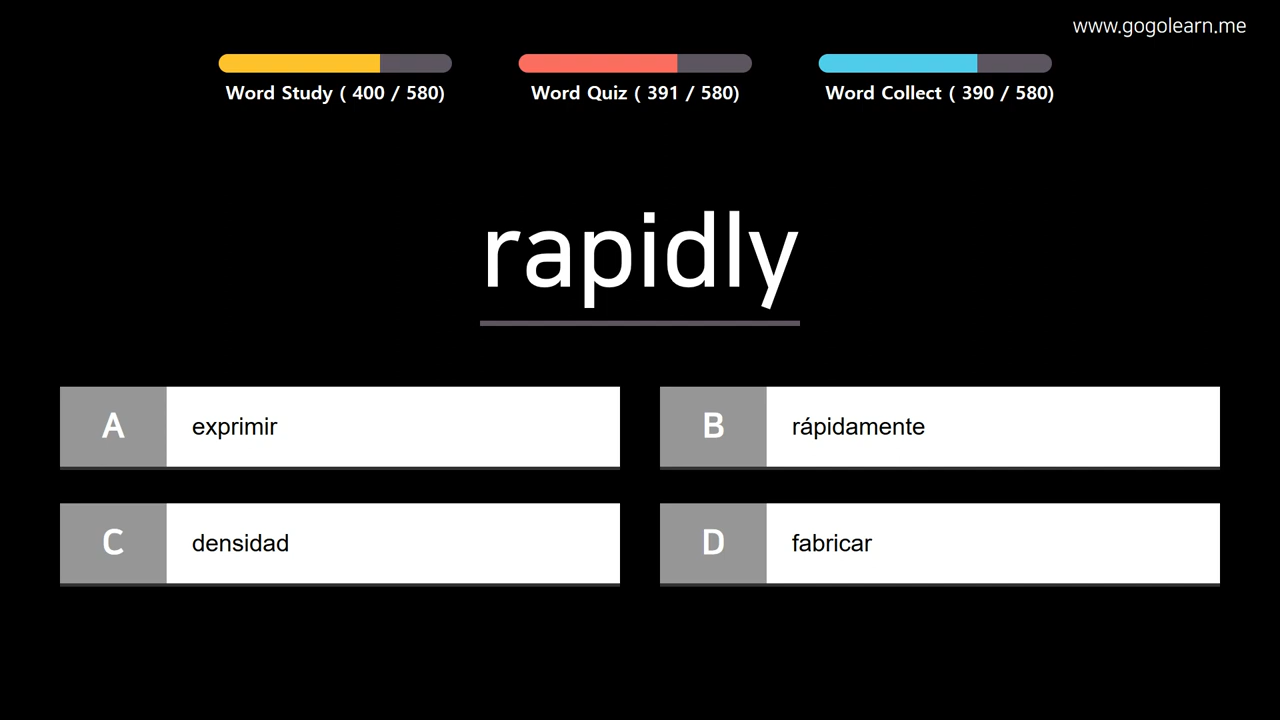 www.gogolearn.me
Word Study ( 400 / 580)
Word Quiz ( 391 / 580)
Word Collect ( 390 / 580)
rapidly
A exprimir
B rápidamente
C densidad
D fabricar